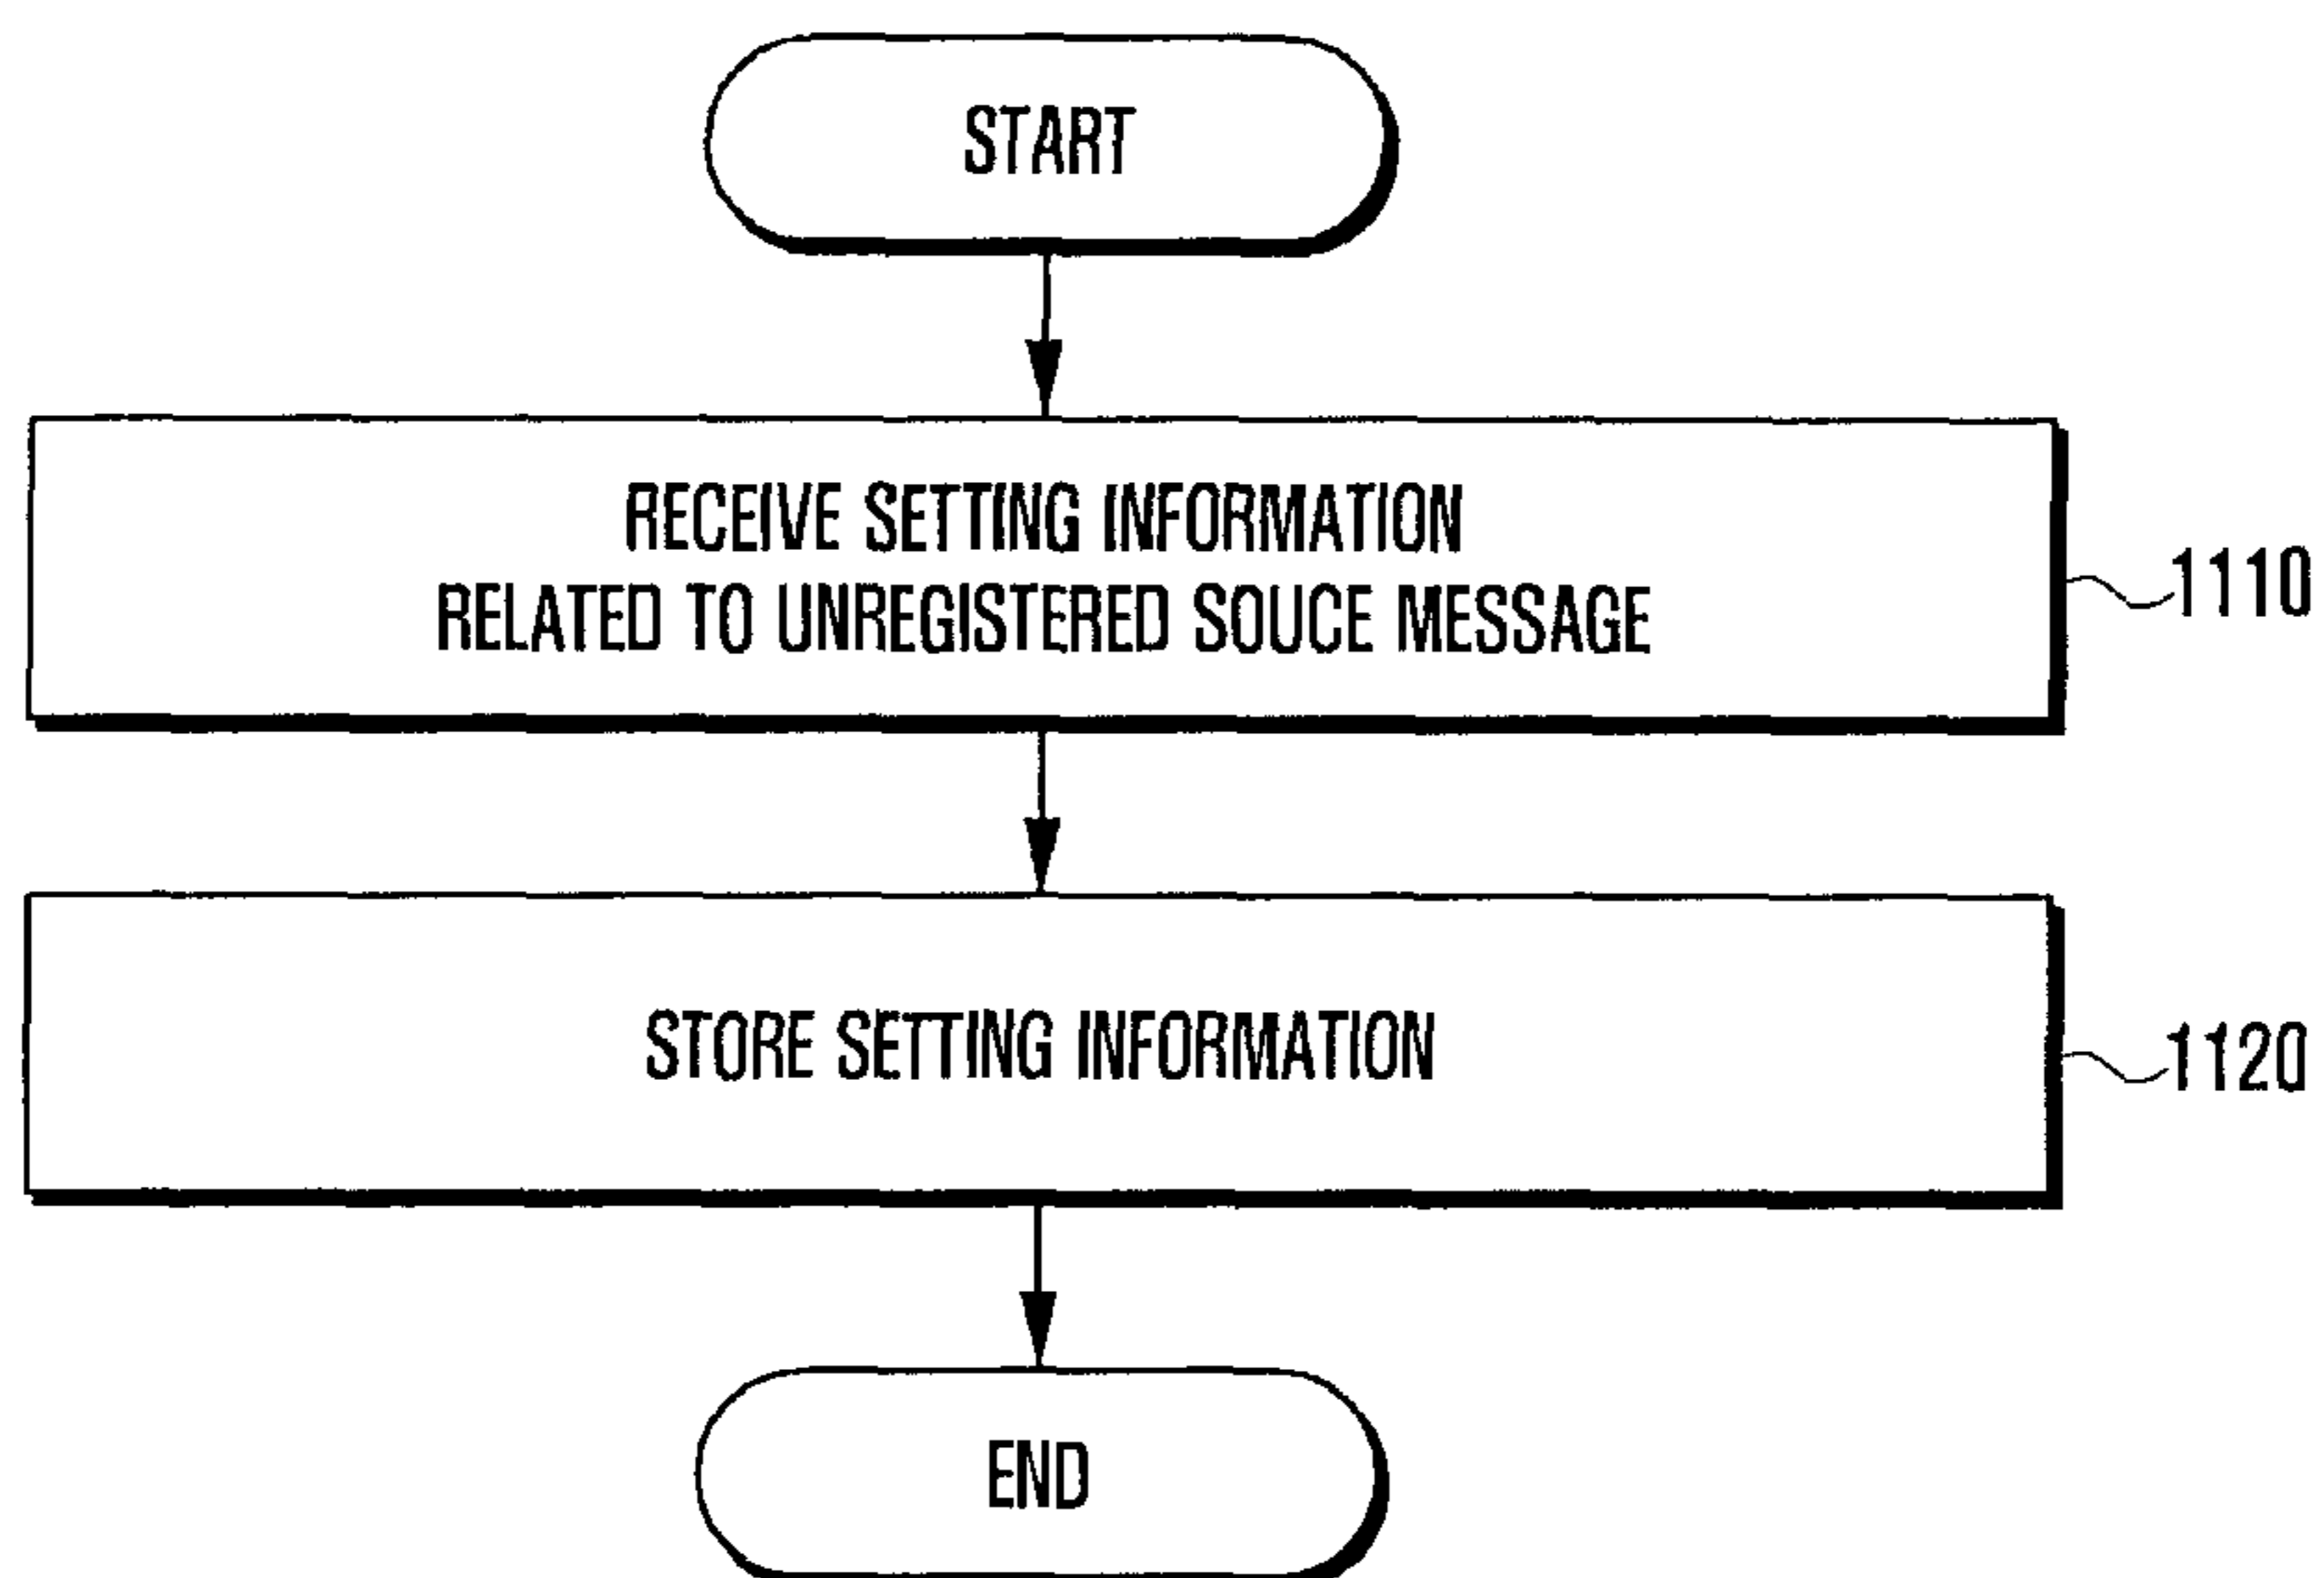 START
RECEIVE SETTING INFORMATION
RELATED TO UNREGISTERED SOUCE MESSAGE
1110
STORE SETTING INFORMATION
1120
END